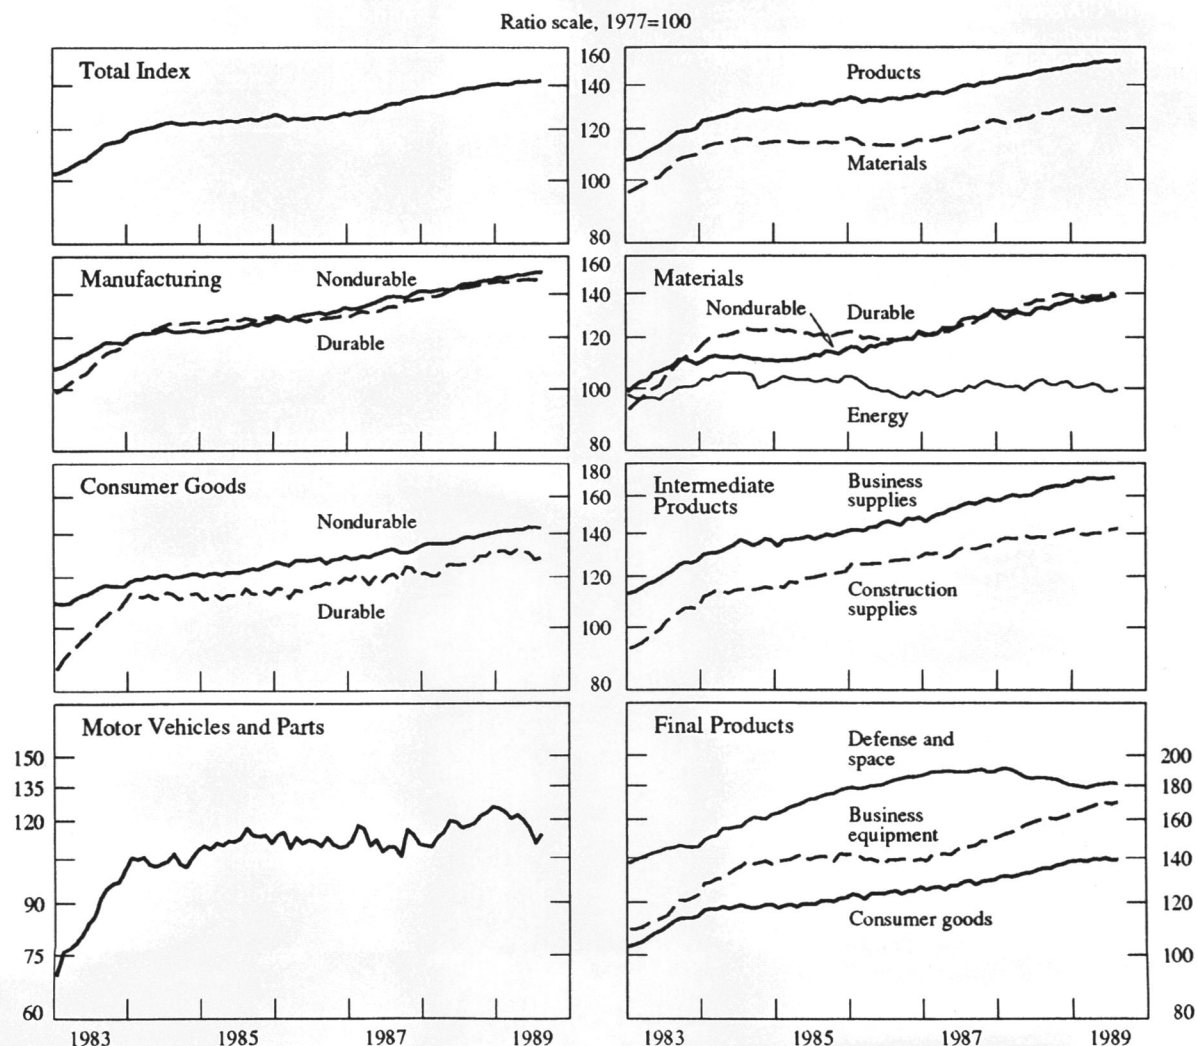 Ratio scale, 1977=100
Total Index
160
140
120
100
80
Products
Materials
Manufacturing
Nondurable
Durable
160
140
120
100
80
Materials
Nondurable
Durable
Energy
Consumer Goods
Nondurable
Durable
180
160
140
120
100
80
Intermediate
Products
Business
supplies
Construction
supplies
Motor Vehicles and Parts
150
135
120
90
75
60
1983
1985
1987
1989
Final Products
Defense and
space
Business
equipment
Consumer goods
200
180
160
140
120
100
80
1983
1985
1987
1989